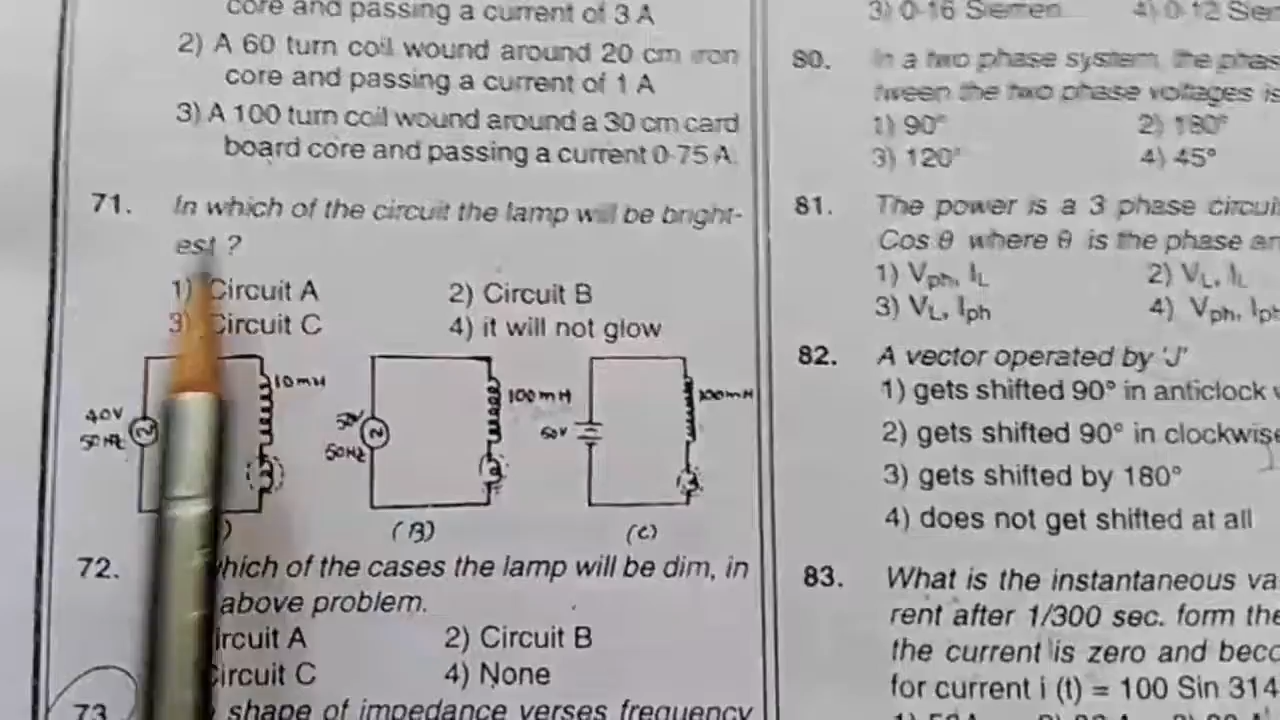 core and passing a current of 3 A
2) A 60 turn coil wound around 20 cm iron
core and passing a current of 1 A
3) A 100 turn coil wound around a 30 cm card
board core and passing a current 0·75 A.
71. In which of the circuit the lamp will be bright-
est ?
1) Circuit A 2) Circuit B
3) Circuit C 4) it will not glow
10mH
40V
50HZ
100mH
50HZ
(B)
100mH
(C)
72. hich of the cases the lamp will be dim, in
above problem.
ircuit A 2) Circuit B
ircuit C 4) None
73 shape of impedance verses frequency
3) 0·16 Siemen 4) 0·12 Sie
80. In a two phase system, the phas
tween the two phase voltages is
1) 90° 2) 180°
3) 120° 4) 45°
81. The power is a 3 phase circui
Cos θ where θ is the phase an
1) Vph, IL 2) VL, IL
3) VL, Iph 4) Vph, Iph
82. A vector operated by 'J'
1) gets shifted 90° in anticlock
2) gets shifted 90° in clockwise
3) gets shifted by 180°
4) does not get shifted at all
83. What is the instantaneous va
rent after 1/300 sec. form the
the current is zero and beco
for current i (t) = 100 Sin 314